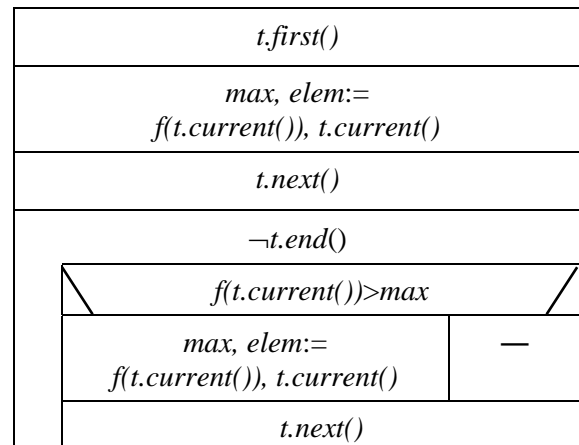 t.first()
max, elem:=
f(t.current()), t.current()
t.next()
¬t.end()
f(t.current())>max
max, elem:=
f(t.current()), t.current()
—
t.next()